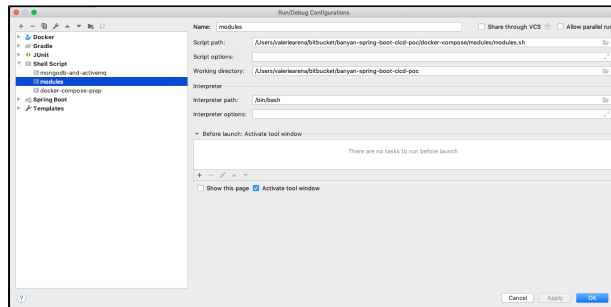 Run/Debug Configurations
Name: modules
Share through VCS
Allow parallel run
Docker
Gradle
JUnit
Shell Script
mongodb-and-activemq
modules
docker-compose-prep
Spring Boot
Templates
Script path: /Users/valeriearena/bitbucket/banyan-spring-boot-cicd-poc/docker-compose/modules/modules.sh
Script options:
Working directory: /Users/valeriearena/bitbucket/banyan-spring-boot-cicd-poc
Interpreter
Interpreter path: /bin/bash
Interpreter options:
Before launch: Activate tool window
There are no tasks to run before launch
Show this page Activate tool window
? Cancel Apply OK